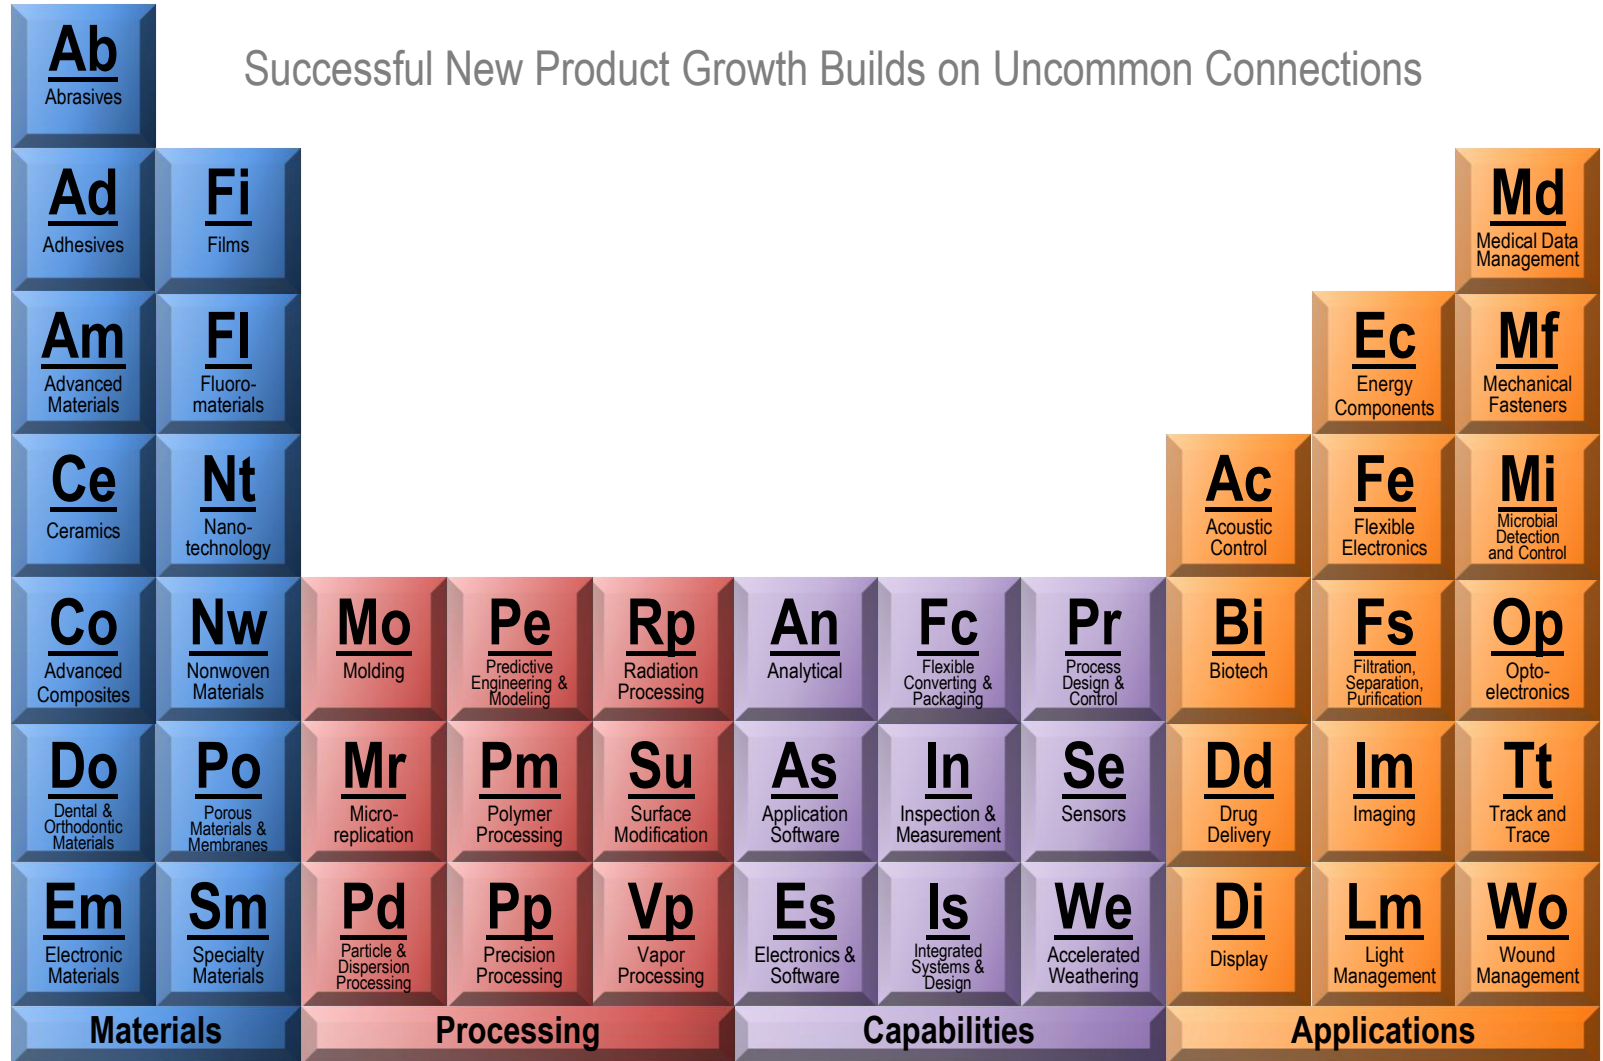 Ab
Abrasives
Successful New Product Growth Builds on Uncommon Connections
Ad
Adhesives
Fi
Films
Md
Medical Data
Management
Am
Advanced
Materials
Fl
Fluoro-
materials
Ec
Energy
Components
Mf
Mechanical
Fasteners
Ce
Ceramics
Nt
Nano-
technology
Ac
Acoustic
Control
Fe
Flexible
Electronics
Mi
Microbial
Detection
and Control
Co
Advanced
Composites
Nw
Nonwoven
Materials
Mo
Molding
Pe
Predictive
Engineering &
Modeling
Rp
Radiation
Processing
An
Analytical
Fc
Flexible
Converting &
Packaging
Pr
Process
Design &
Control
Bi
Biotech
Fs
Filtration,
Separation,
Purification
Op
Opto-
electronics
Do
Dental &
Orthodontic
Materials
Po
Porous
Materials &
Membranes
Mr
Micro-
replication
Pm
Polymer
Processing
Su
Surface
Modification
As
Application
Software
In
Inspection &
Measurement
Se
Sensors
Dd
Drug
Delivery
Im
Imaging
Tt
Track and
Trace
Em
Electronic
Materials
Sm
Specialty
Materials
Pd
Particle &
Dispersion
Processing
Pp
Precision
Processing
Vp
Vapor
Processing
Es
Electronics &
Software
Is
Integrated
Systems &
Design
We
Accelerated
Weathering
Di
Display
Lm
Light
Management
Wo
Wound
Management
Materials
Processing
Capabilities
Applications